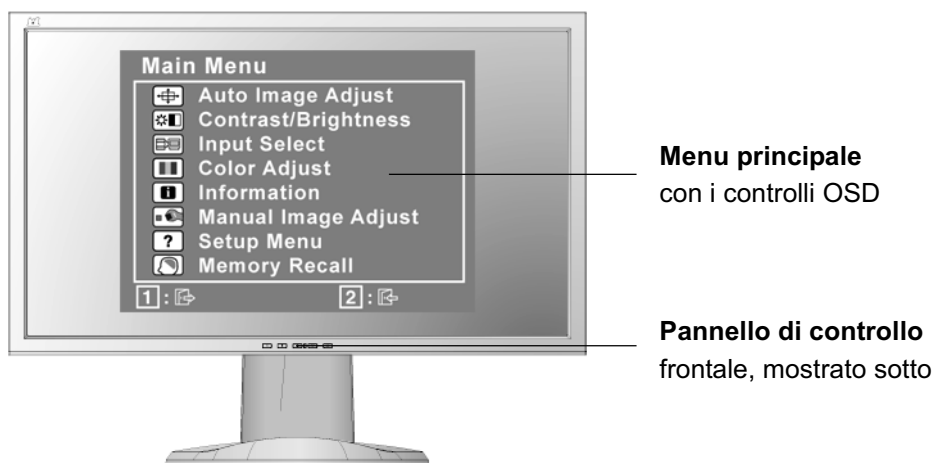 Main Menu
Auto Image Adjust
Contrast/Brightness
Input Select
Color Adjust
Information
Manual Image Adjust
Setup Menu
Memory Recall
1 : 2 :
Menu principale
con i controlli OSD
Pannello di controllo
frontale, mostrato sotto